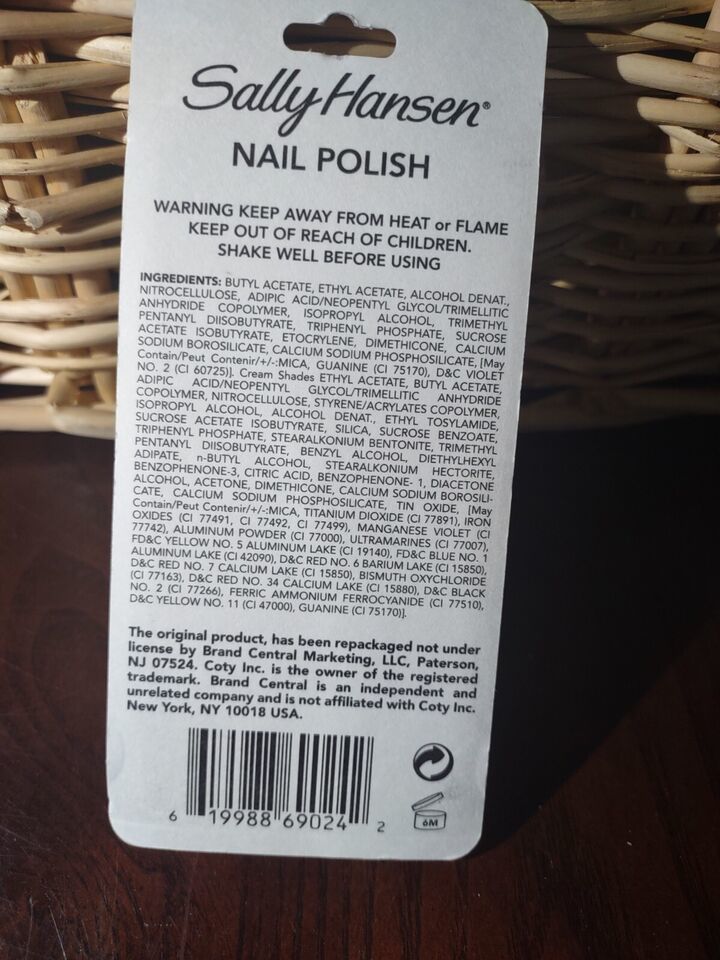 Sally Hansen®
NAIL POLISH
WARNING KEEP AWAY FROM HEAT or FLAME
KEEP OUT OF REACH OF CHILDREN.
SHAKE WELL BEFORE USING
INGREDIENTS: BUTYL ACETATE, ETHYL ACETATE, ALCOHOL DENAT.,
NITROCELLULOSE, ADIPIC ACID/NEOPENTYL GLYCOL/TRIMELLITIC
ANHYDRIDE COPOLYMER, ISOPROPYL ALCOHOL, TRIMETHYL
PENTANYL DIISOBUTYRATE, TRIPHENYL PHOSPHATE, SUCROSE
ACETATE ISOBUTYRATE, ETOCRYLENE, DIMETHICONE, CALCIUM
SODIUM BOROSILICATE, CALCIUM SODIUM PHOSPHOSILICATE, [May
Contain/Peut Contenir/+/-:MICA, GUANINE (CI 75170), D&C VIOLET
NO. 2 (CI 60725)]. Cream Shades ETHYL ACETATE, BUTYL ACETATE,
ADIPIC ACID/NEOPENTYL GLYCOL/TRIMELLITIC ANHYDRIDE
COPOLYMER, NITROCELLULOSE, STYRENE/ACRYLATES COPOLYMER,
ISOPROPYL ALCOHOL, ALCOHOL DENAT., ETHYL TOSYLAMIDE,
SUCROSE ACETATE ISOBUTYRATE, SILICA, SUCROSE BENZOATE,
TRIPHENYL PHOSPHATE, STEARALKONIUM BENTONITE, TRIMETHYL
PENTANYL DIISOBUTYRATE, BENZYL ALCOHOL, DIETHYLHEXYL
ADIPATE, n-BUTYL ALCOHOL, STEARALKONIUM HECTORITE,
BENZOPHENONE-3, CITRIC ACID, BENZOPHENONE- 1, DIACETONE
ALCOHOL, ACETONE, DIMETHICONE, CALCIUM SODIUM BOROSILI-
CATE, CALCIUM SODIUM PHOSPHOSILICATE, TIN OXIDE, [May
Contain/Peut Contenir/+/-:MICA, TITANIUM DIOXIDE (CI 77891), IRON
OXIDES (CI 77491, CI 77492, CI 77499), MANGANESE VIOLET (CI
77742), ALUMINUM POWDER (CI 77000), ULTRAMARINES (CI 77007),
FD&C YELLOW NO. 5 ALUMINUM LAKE (CI 19140), FD&C BLUE NO. 1
ALUMINUM LAKE (CI 42090), D&C RED NO. 6 BARIUM LAKE (CI 15850),
D&C RED NO. 7 CALCIUM LAKE (CI 15850), BISMUTH OXYCHLORIDE
(CI 77163), D&C RED NO. 34 CALCIUM LAKE (CI 15880), D&C BLACK
NO. 2 (CI 77266), FERRIC AMMONIUM FERROCYANIDE (CI 77510),
D&C YELLOW NO. 11 (CI 47000), GUANINE (CI 75170)].
The original product, has been repackaged not under
license by Brand Central Marketing, LLC, Paterson,
NJ 07524. Coty Inc. is the owner of the registered
trademark. Brand Central is an independent and
unrelated company and is not affiliated with Coty Inc.
New York, NY 10018 USA.
6 19988 69024 2
6M